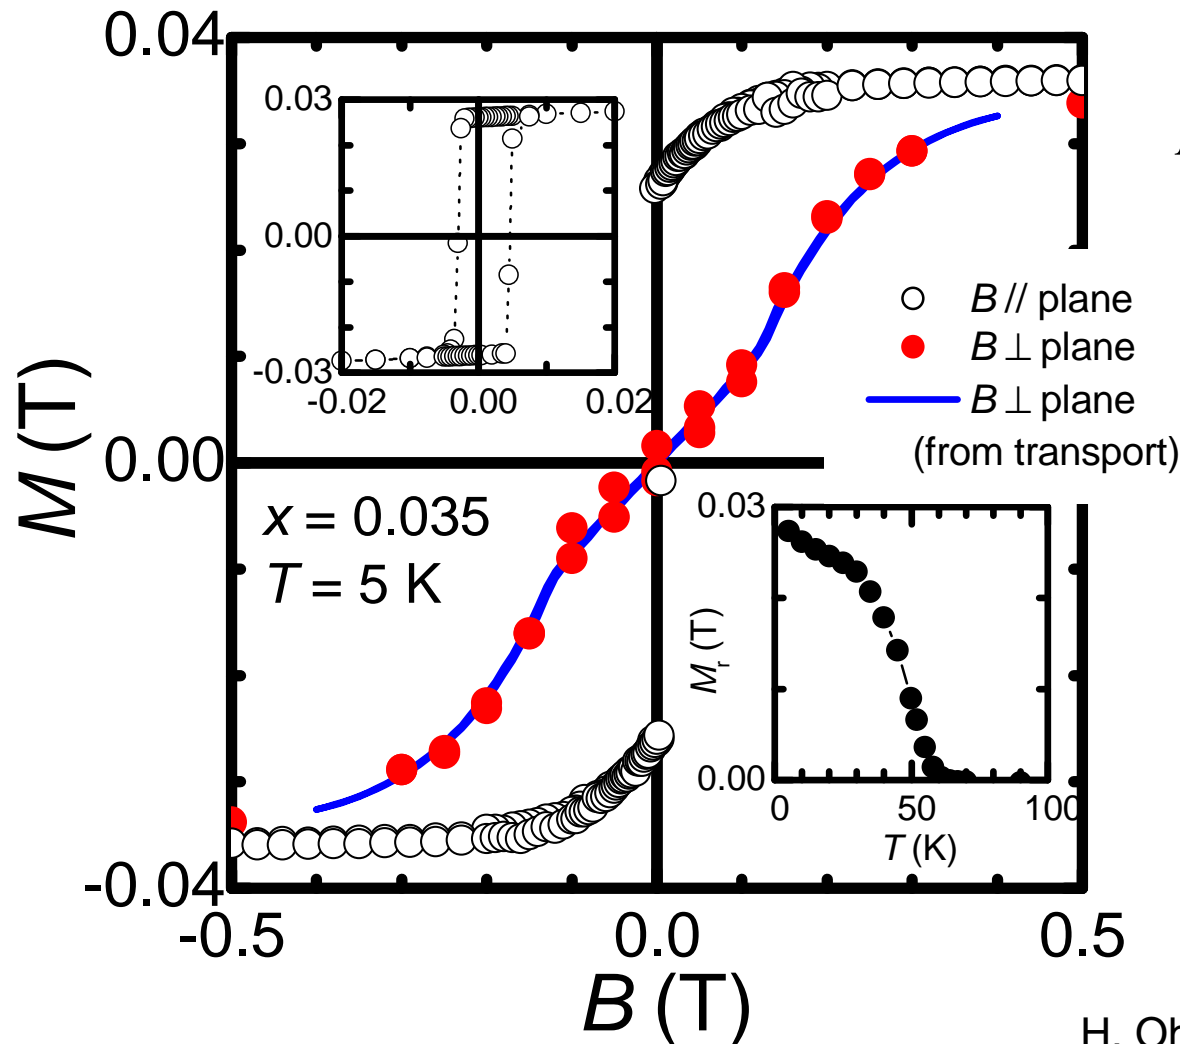 0.04
0.03
0.00
-0.03
-0.02
0.00
0.02
B // plane
B ⊥ plane
B ⊥ plane
(from transport)
M (T)
0.00
x = 0.035
T = 5 K
0.03
M_r (T)
0.00
0
50
100
T (K)
-0.04
-0.5
0.0
0.5
B (T)